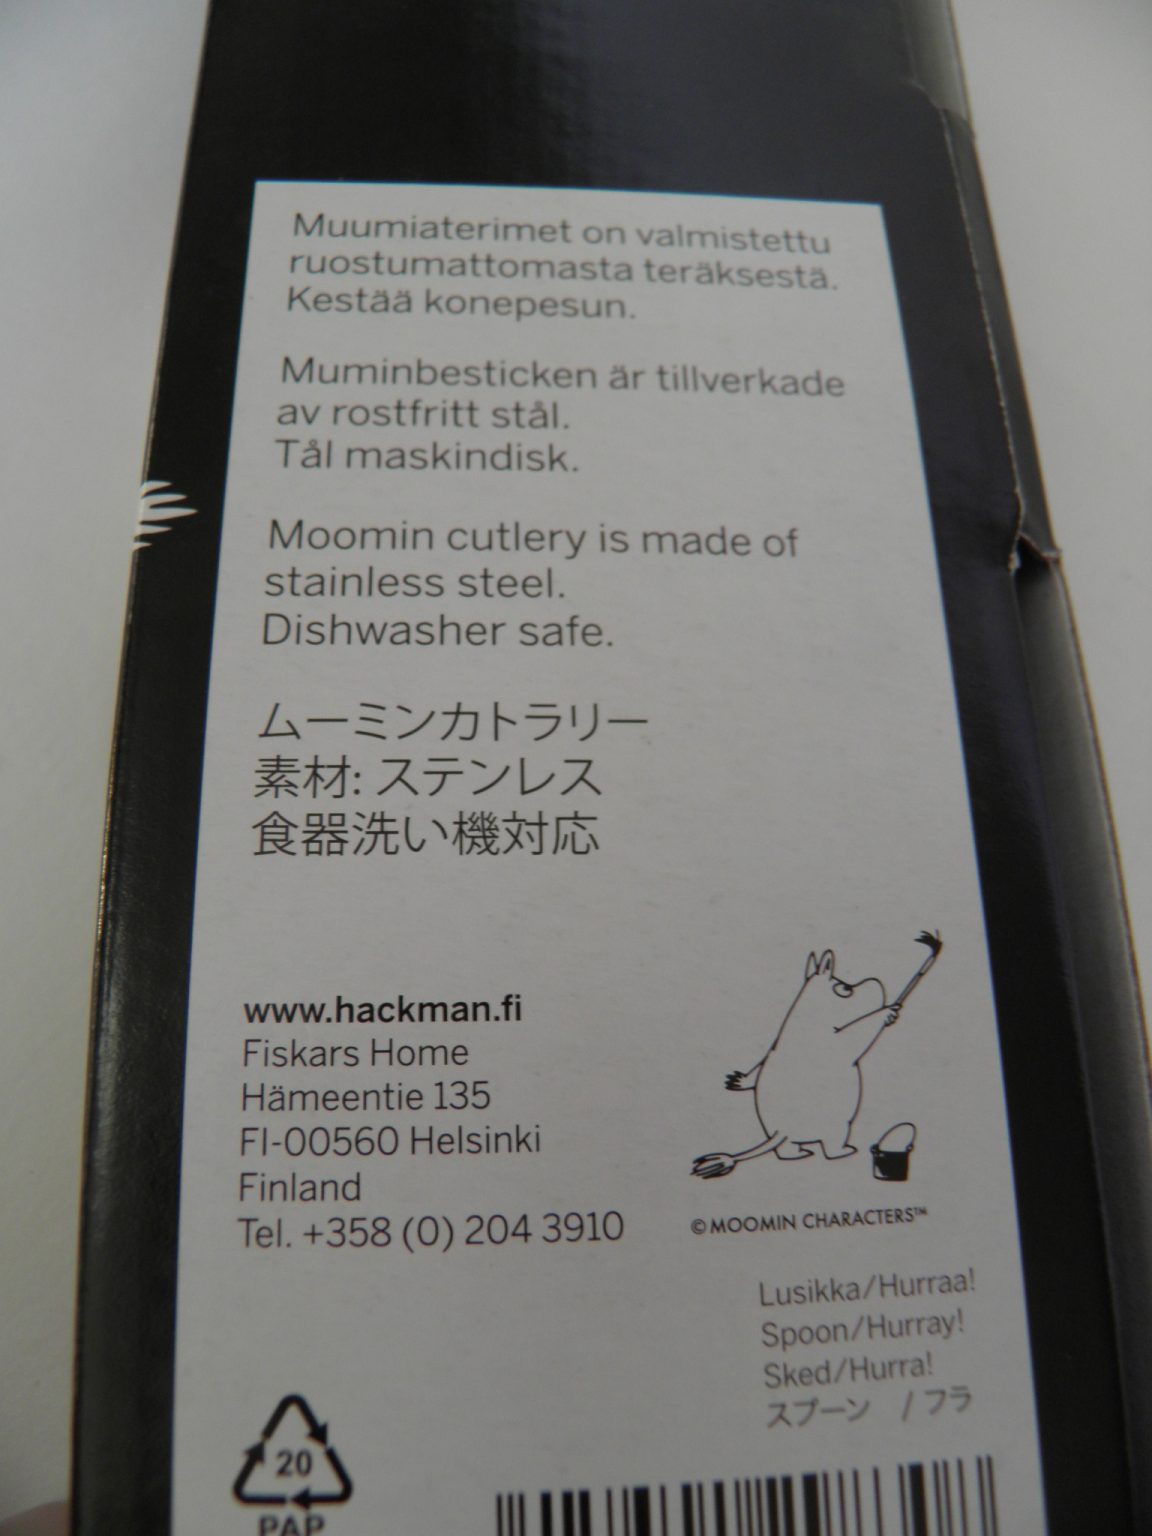 Muumiaterimet on valmistettu
ruostumattomasta teräksestä.
Kestää konepesun.
Muminbesticken är tillverkade
av rostfritt stål.
Tål maskindisk.
Moomin cutlery is made of
stainless steel.
Dishwasher safe.
ムーミンカトラリー
素材: ステンレス
食器洗い機対応
www.hackman.fi
Fiskars Home
Hämeentie 135
FI-00560 Helsinki
Finland
Tel. +358 (0) 204 3910
© MOOMIN CHARACTERS™
Lusikka/Hurraa!
Spoon/Hurray!
Sked/Hurra!
スプーン / フラ
20
PAP